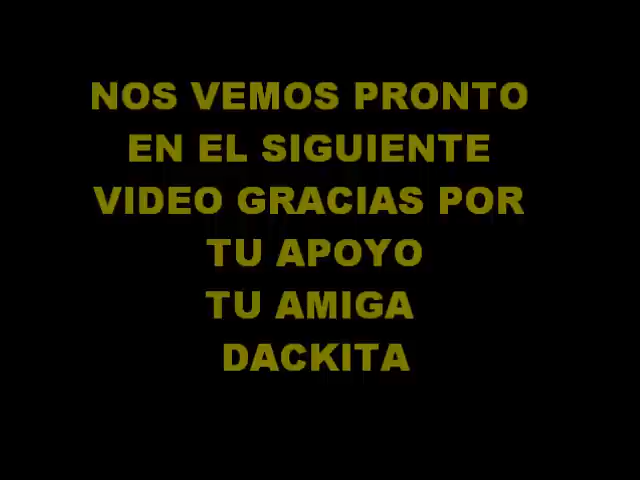 NOS VEMOS PRONTO
EN EL SIGUIENTE
VIDEO GRACIAS POR
TU APOYO
TU AMIGA
DACKITA